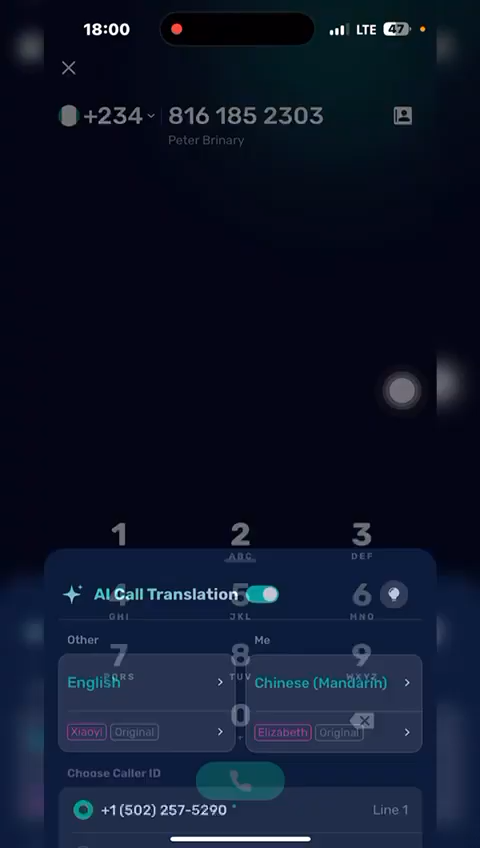 18:00 LTE 47
+234 816 185 2303
Peter Brinary
1 2 3
ABC DEF
AI Call Translation
4 5 6
GHI JKL MNO
Other Me
7 8 9
PQRS TUV WXYZ
English Chinese (Mandarin)
0
+
Xiaoyi Original Elizabeth Original
Choose Caller ID
+1 (502) 257-5290 Line 1